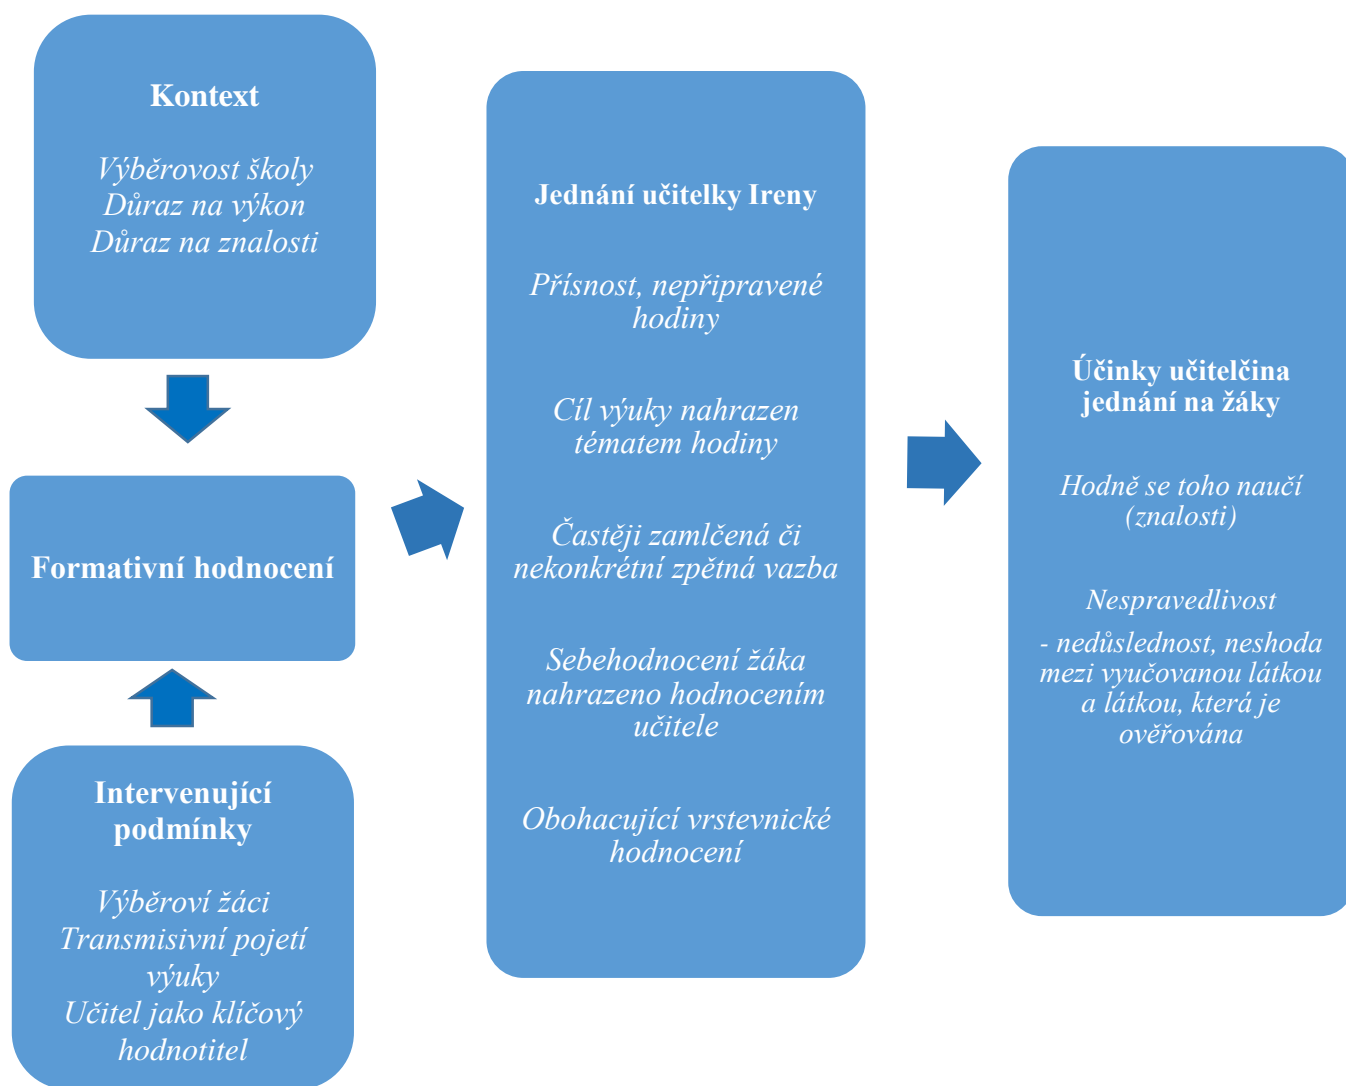 Kontext
Výběrovost školy
Důraz na výkon
Důraz na znalosti
Formativní hodnocení
Intervenující
podmínky
Výběroví žáci
Transmisivní pojetí
výuky
Učitel jako klíčový
hodnotitel
Jednání učitelky Ireny
Přísnost, nepřipravené
hodiny
Cíl výuky nahrazen
tématem hodiny
Častěji zamlčená či
nekonkrétní zpětná vazba
Sebehodnocení žáka
nahrazeno hodnocením
učitele
Obohacující vrstevnické
hodnocení
Účinky učitelčina
jednání na žáky
Hodně se toho naučí
(znalosti)
Nespravedlivost
- nedůslednost, neshoda
mezi vyučovanou látkou
a látkou, která je
ověřována